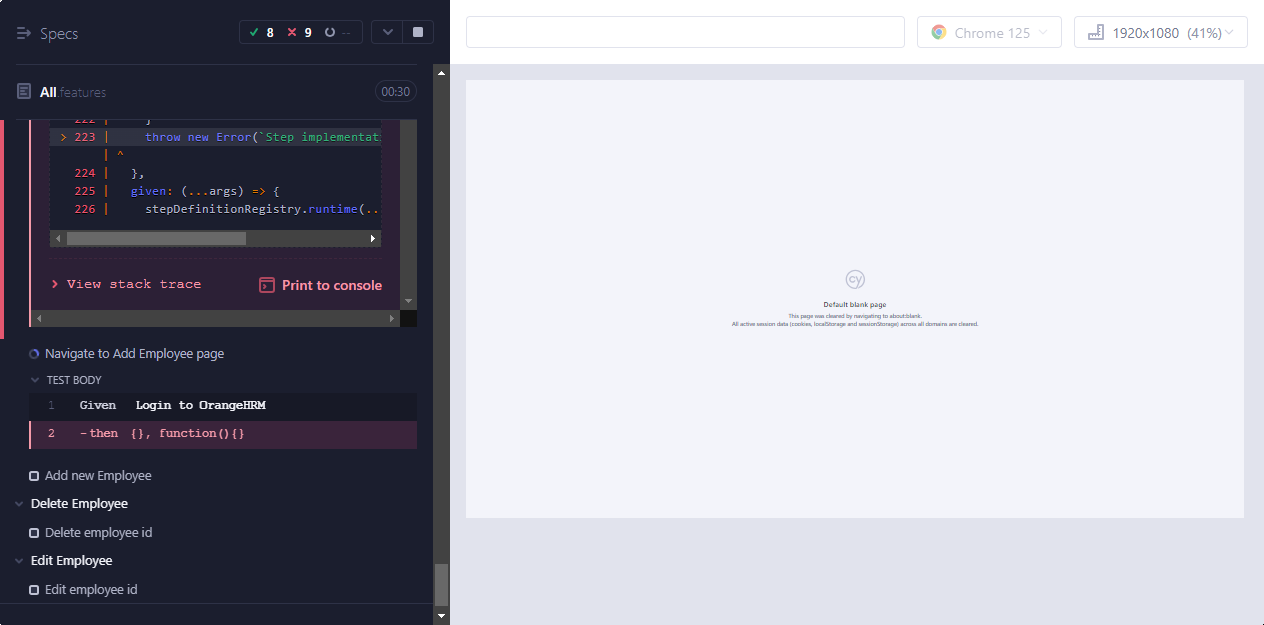 Specs
8 9 --
Chrome 125
1920x1080 (41%)
All.features
00:30
222 | }
> 223 | throw new Error(`Step implementati
| ^
224 | },
225 | given: (...args) => {
226 | stepDefinitionRegistry.runtime(..
View stack trace
Print to console
Navigate to Add Employee page
TEST BODY
1 Given Login to OrangeHRM
2 -then {}, function(){}
Add new Employee
Delete Employee
Delete employee id
Edit Employee
Edit employee id
cy
Default blank page
This page was cleared by navigating to about:blank.
All active session data (cookies, localStorage and sessionStorage) across all domains are cleared.